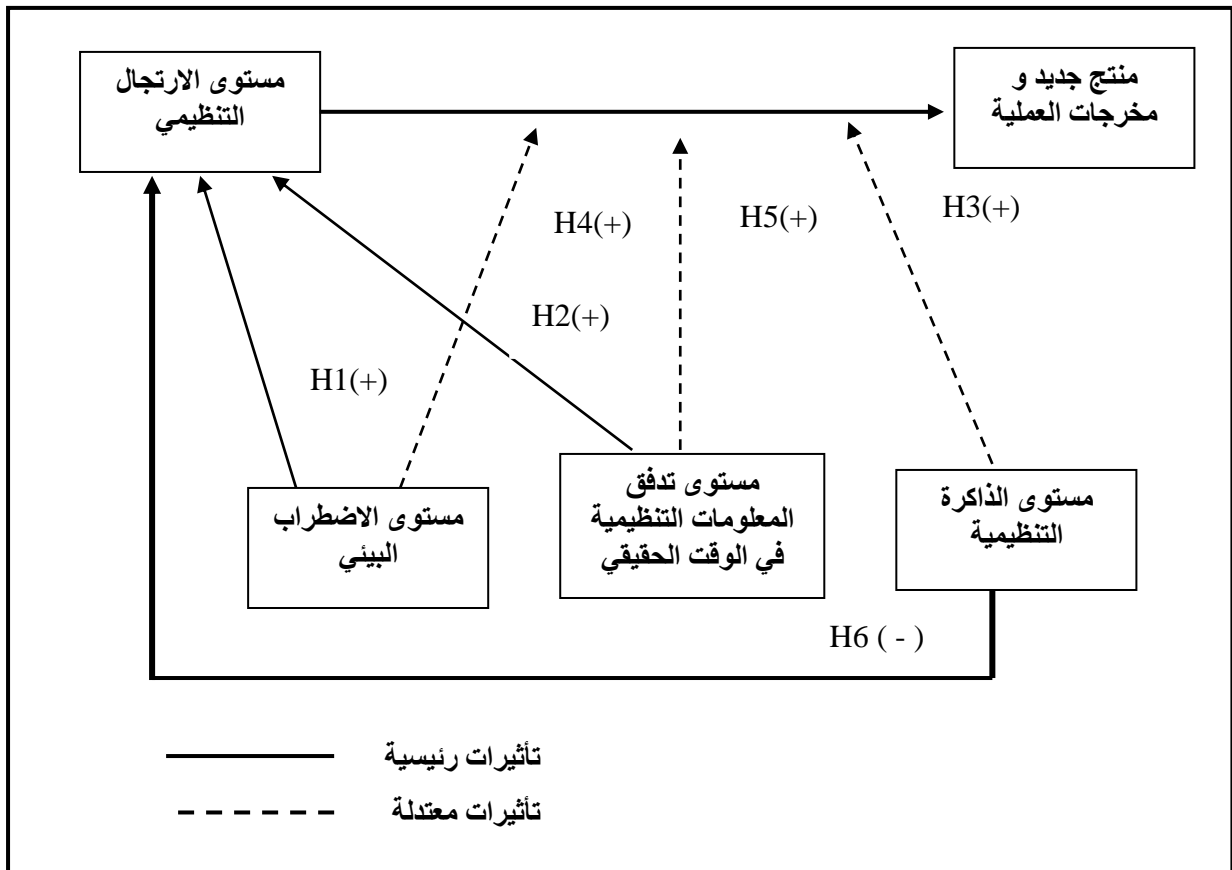 مستوى الارتجال
التنظيمي
منتج جديد و
مخرجات العملية
H4(+)
H5(+)
H3(+)
H2(+)
H1(+)
مستوى الاضطراب
البيئي
مستوى تدفق
المعلومات التنظيمية
في الوقت الحقيقي
مستوى الذاكرة
التنظيمية
H6 ( - )
تأثيرات رئيسية
تأثيرات معتدلة